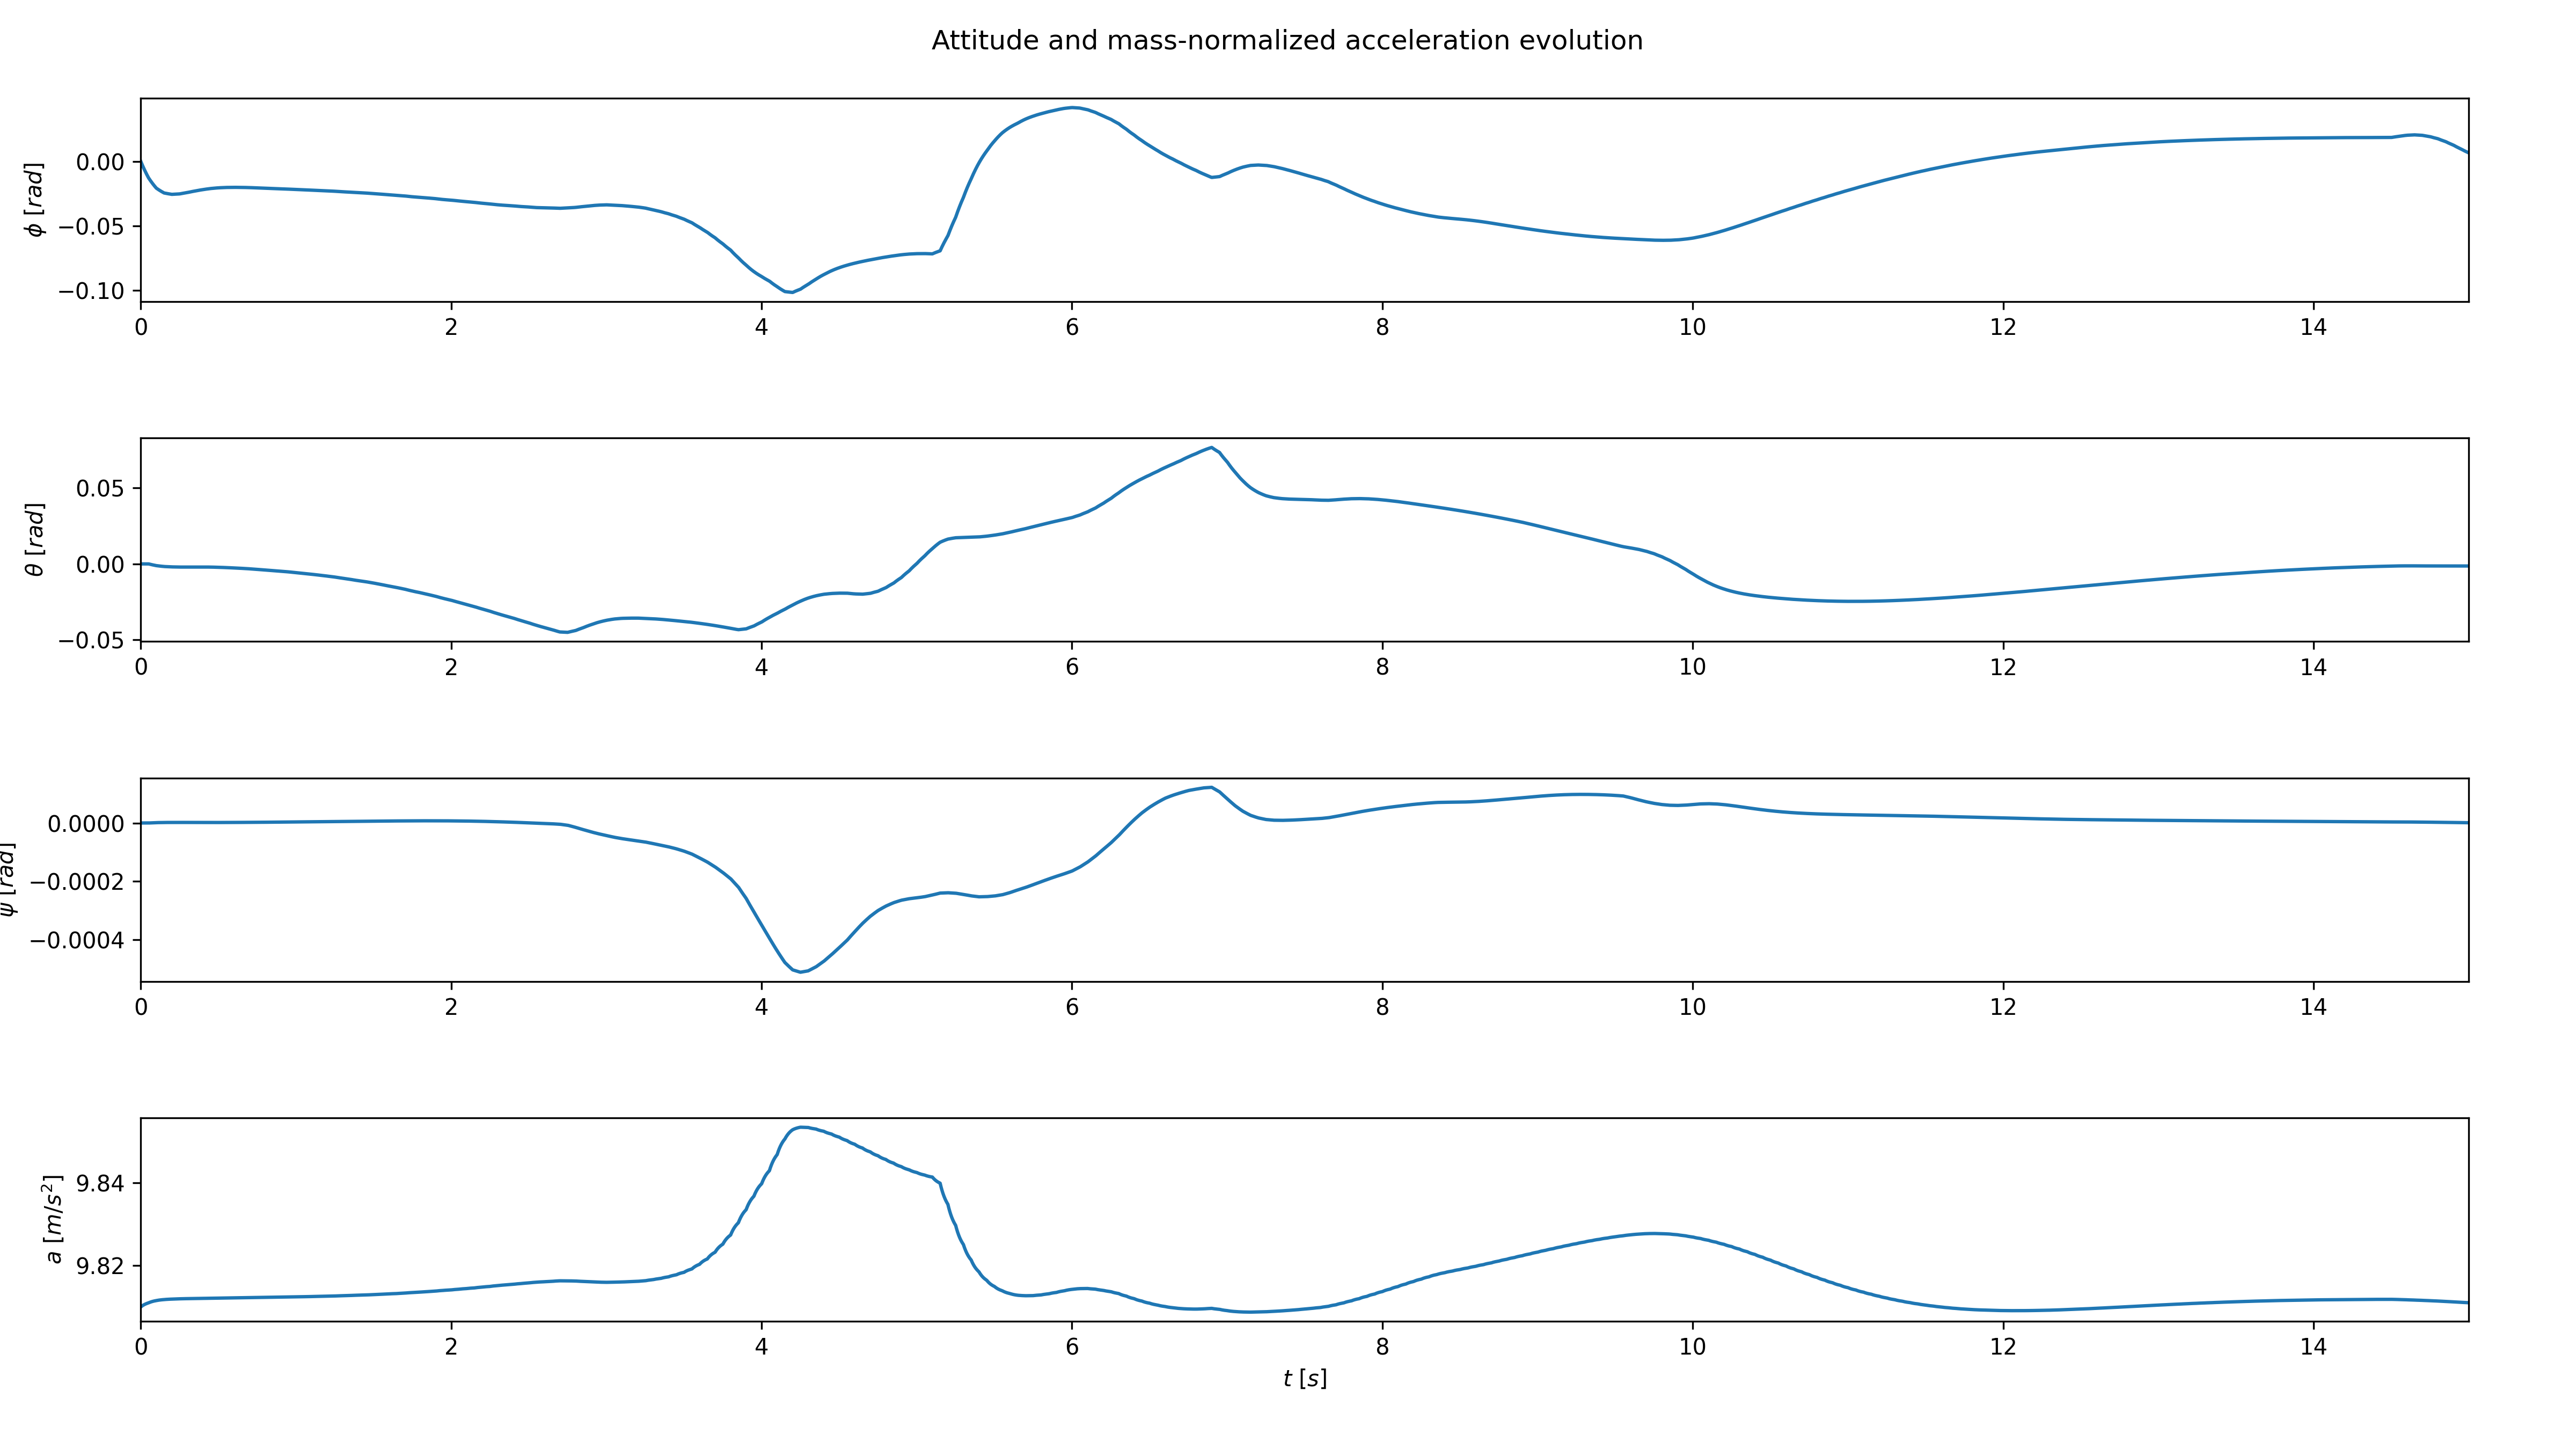 Attitude and mass-normalized acceleration evolution
ϕ [rad]
0.00
−0.05
−0.10
0 2 4 6 8 10 12 14
θ [rad]
0.05
0.00
−0.05
0 2 4 6 8 10 12 14
ψ [rad]
0.0000
−0.0002
−0.0004
0 2 4 6 8 10 12 14
a [m/s²]
9.84
9.82
0 2 4 6 8 10 12 14
t [s]